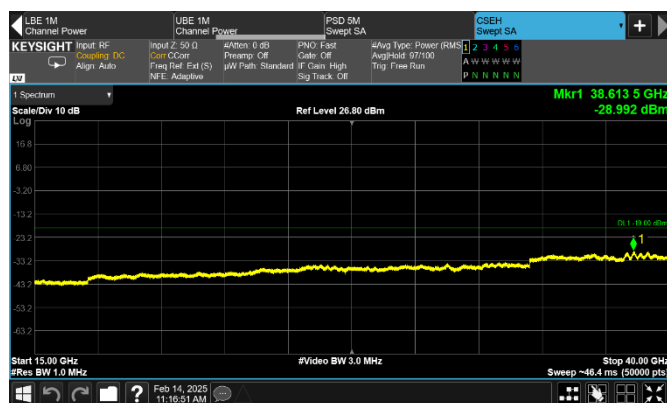 LBE 1M
Channel Power
UBE 1M
Channel Power
PSD 5M
Swept SA
CSEH
Swept SA
KEYSIGHT
Input: RF
Coupling: DC
Align: Auto
Input Z: 50 Ω
Corr CCorr
Freq Ref: Ext (S)
NFE: Adaptive
#Atten: 0 dB
Preamp: Off
µW Path: Standard
PNO: Fast
Gate: Off
IF Gain: High
Sig Track: Off
#Avg Type: Power (RMS)
Avg|Hold: 97/100
Trig: Free Run
1 2 3 4 5 6
A W W W W W
P N N N N N
LXI
1 Spectrum
Scale/Div 10 dB
Log
Ref Level 26.80 dBm
Mkr1 38.613 5 GHz
-28.992 dBm
16.8
6.80
-3.20
-13.2
DL1 -19.00 dBm
-23.2
1
-33.2
-43.2
-53.2
-63.2
Start 15.00 GHz
#Res BW 1.0 MHz
#Video BW 3.0 MHz
Stop 40.00 GHz
Sweep ~46.4 ms (50000 pts)
Feb 14, 2025
11:16:51 AM